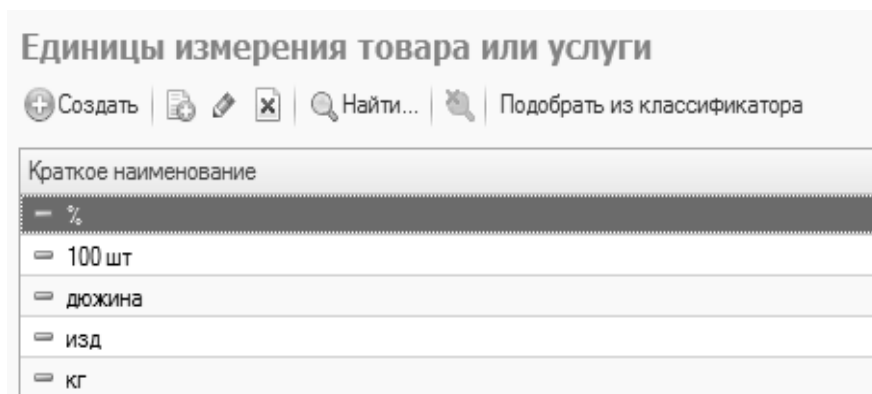 Единицы измерения товара или услуги
Создать Найти... Подобрать из классификатора
Краткое наименование
%
100 шт
дюжина
изд
кг